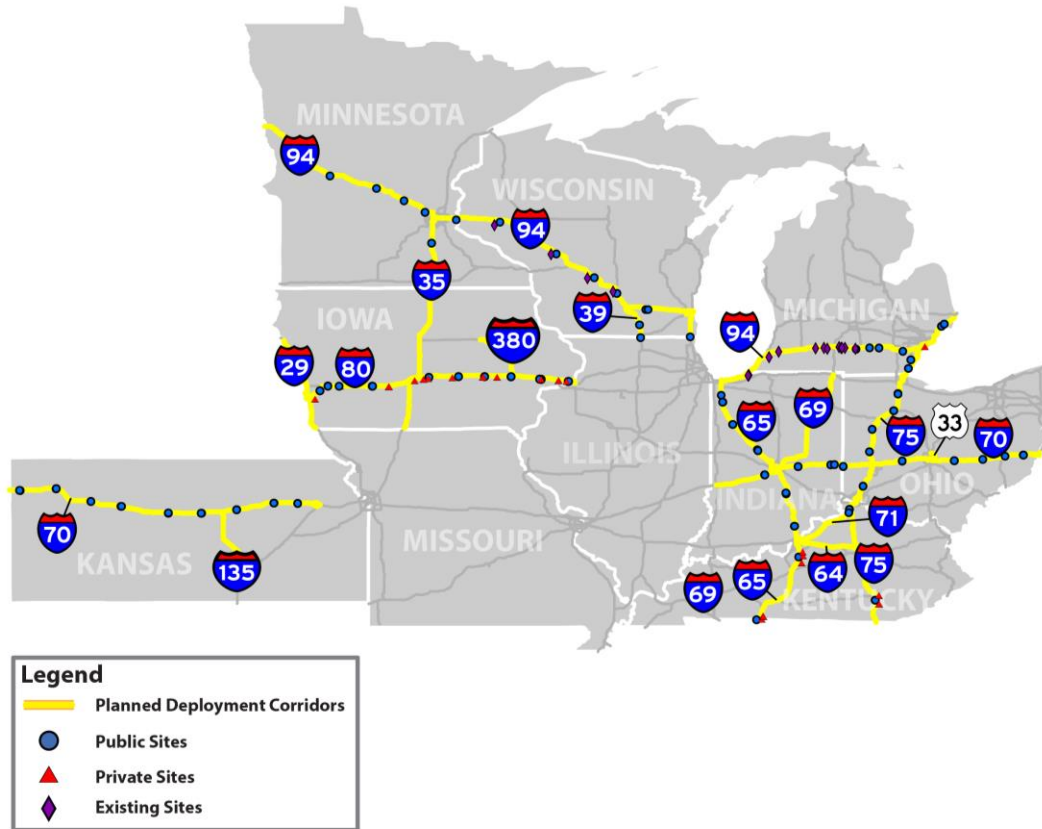 MINNESOTA
94
WISCONSIN
94
35
39
MICHIGAN
94
IOWA
380
29
80
65
69
75
33
70
ILLINOIS
INDIANA
OHIO
70
KANSAS
135
MISSOURI
71
69
65
64
75
KENTUCKY
Legend
Planned Deployment Corridors
Public Sites
Private Sites
Existing Sites